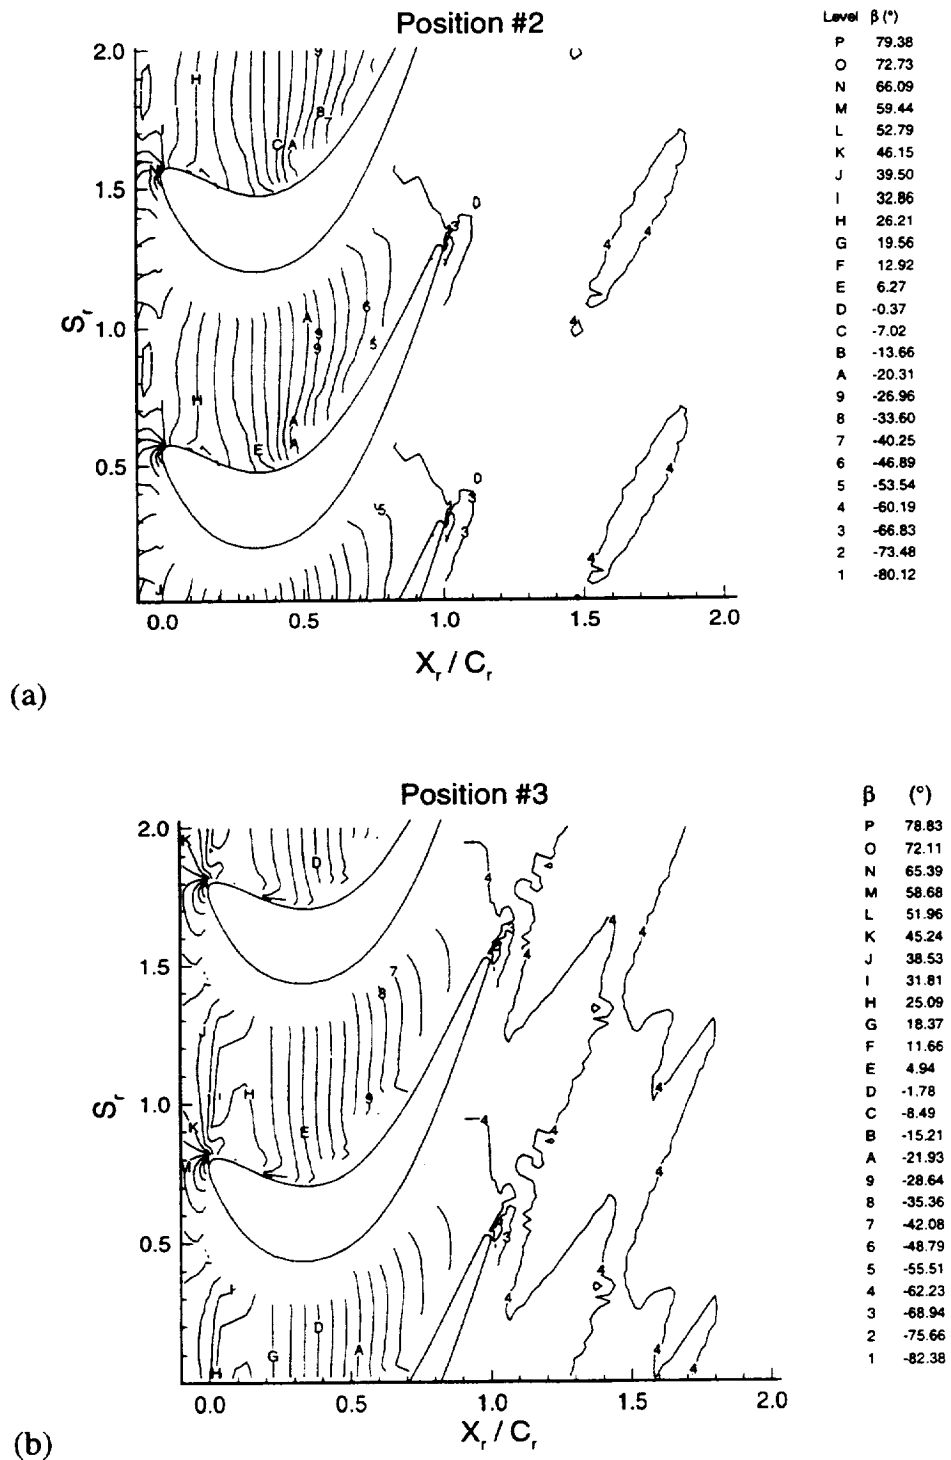 Position #2
Level β (°)
P 79.38
O 72.73
N 66.09
M 59.44
L 52.79
K 46.15
J 39.50
I 32.86
H 26.21
G 19.56
F 12.92
E 6.27
D -0.37
C -7.02
B -13.66
A -20.31
9 -26.96
8 -33.60
7 -40.25
6 -46.89
5 -53.54
4 -60.19
3 -66.83
2 -73.48
1 -80.12
2.0
1.5
1.0
0.5
S_r
0.0 0.5 1.0 1.5 2.0
X_r / C_r
(a)
Position #3
β (°)
P 78.83
O 72.11
N 65.39
M 58.68
L 51.96
K 45.24
J 38.53
I 31.81
H 25.09
G 18.37
F 11.66
E 4.94
D -1.78
C -8.49
B -15.21
A -21.93
9 -28.64
8 -35.36
7 -42.08
6 -48.79
5 -55.51
4 -62.23
3 -68.94
2 -75.66
1 -82.38
2.0
1.5
1.0
0.5
S_r
0.0 0.5 1.0 1.5 2.0
X_r / C_r
(b)